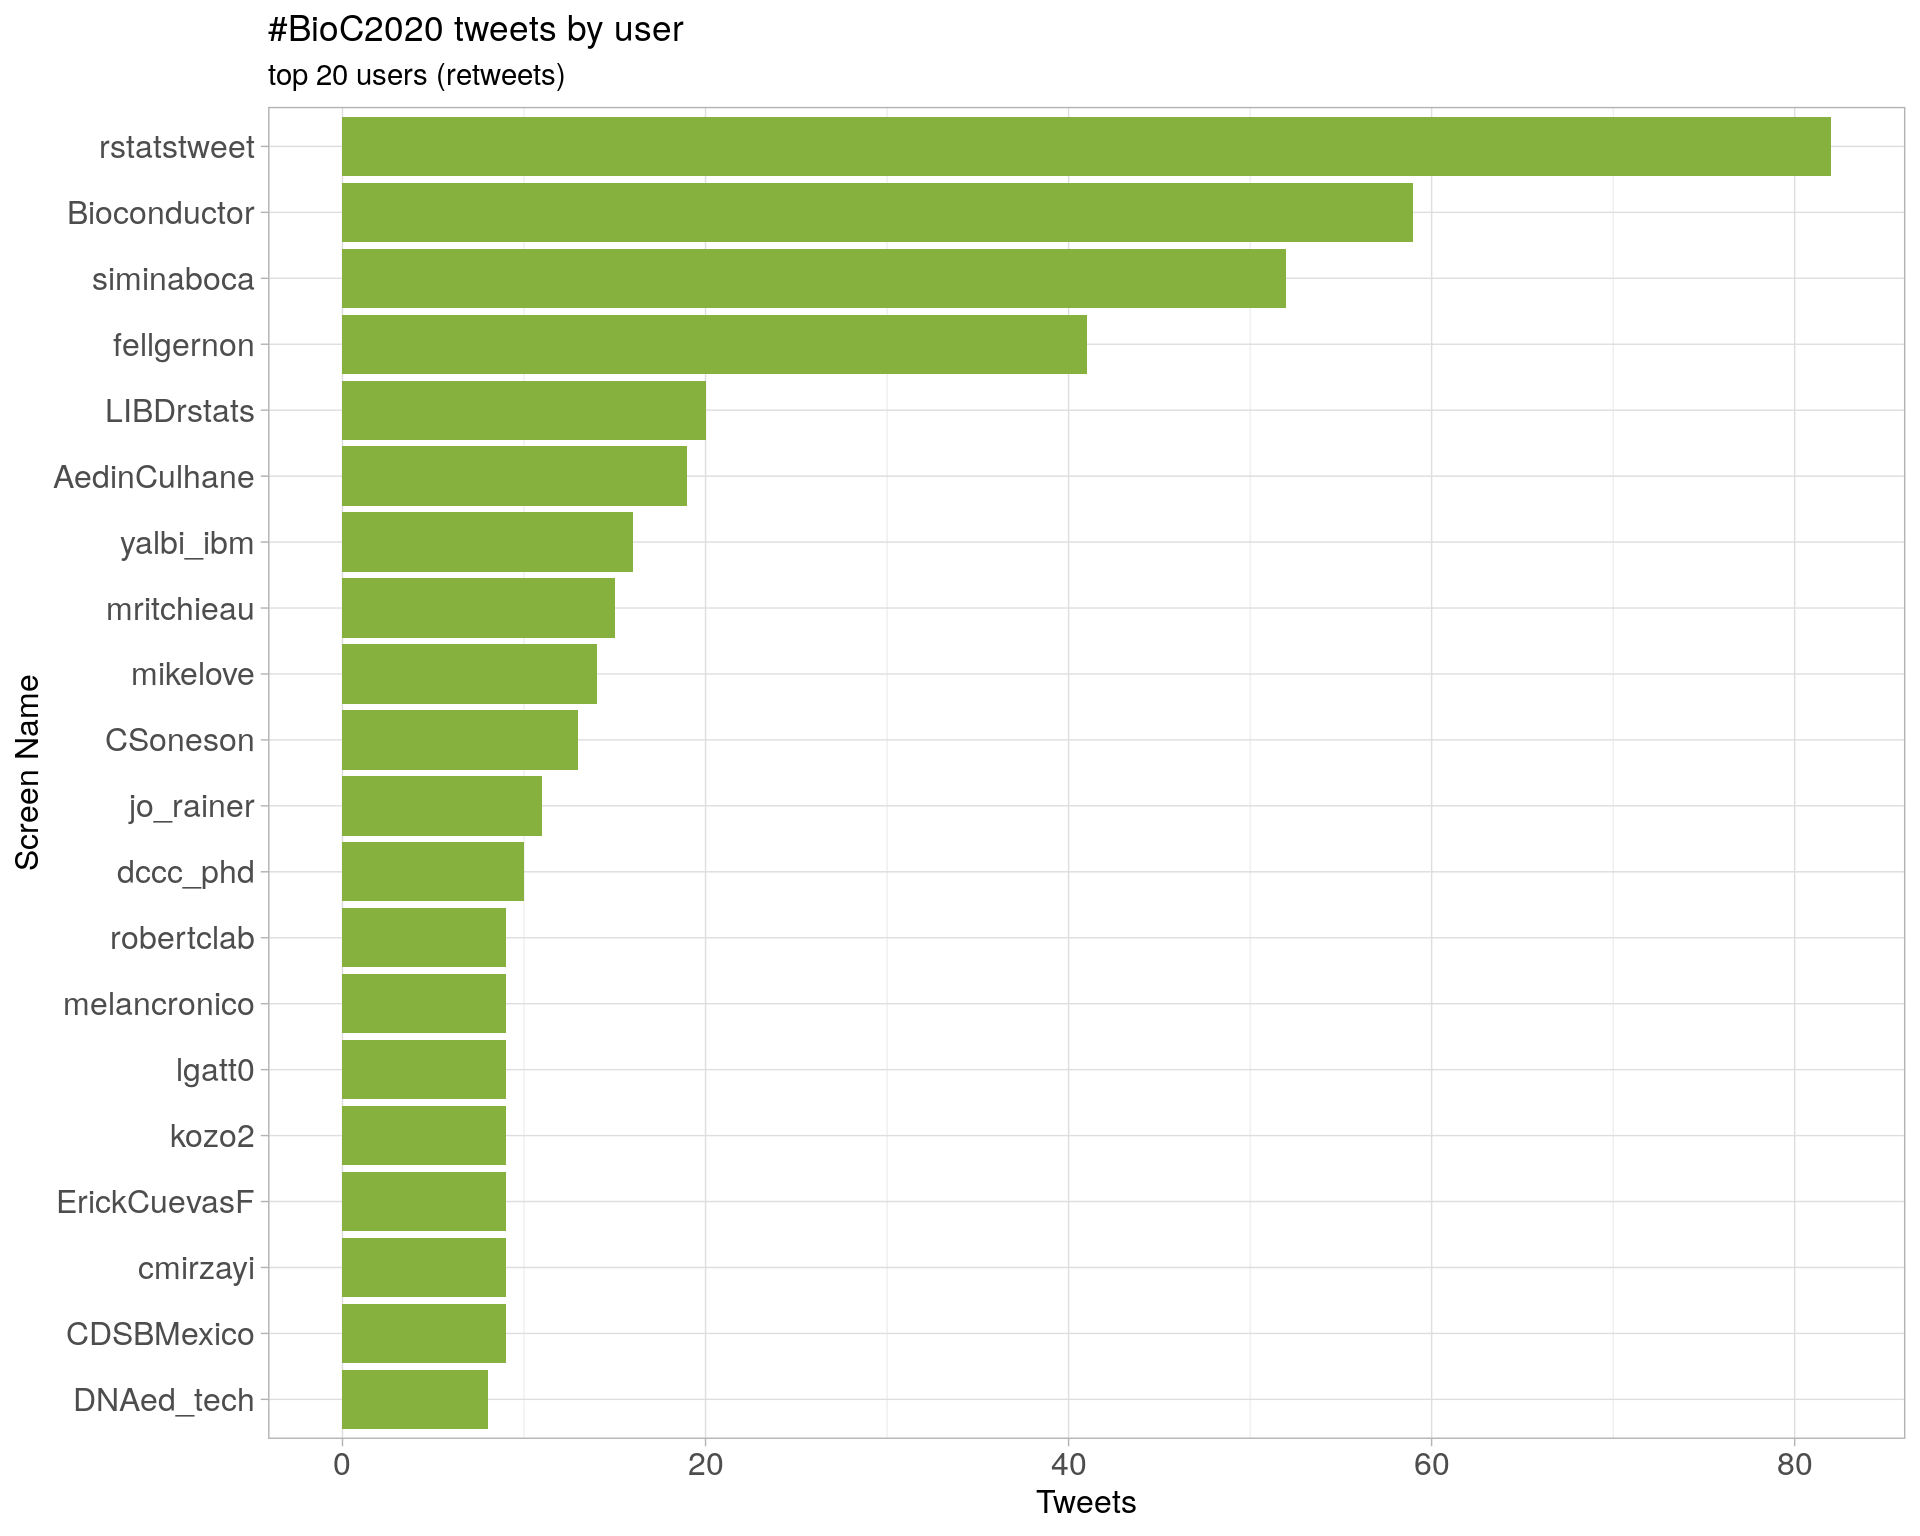 #BioC2020 tweets by user
top 20 users (retweets)
rstatstweet
Bioconductor
siminaboca
fellgernon
LIBDrstats
AedinCulhane
yalbi_ibm
mritchieau
mikelove
CSoneson
jo_rainer
dccc_phd
robertclab
melancronico
lgatt0
kozo2
ErickCuevasF
cmirzayi
CDSBMexico
DNAed_tech
Screen Name
0 20 40 60 80
Tweets